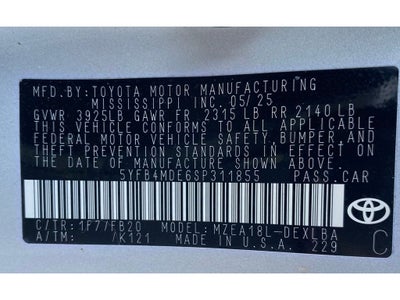 MFD.BY:TOYOTA MOTOR MANUFACTURING
MISSISSIPPI INC. 05/25
GVWR 3925LB GAWR FR 2315 LB RR 2140 LB
THIS VEHICLE CONFORMS TO ALL APPLICABLE
FEDERAL MOTOR VEHICLE SAFETY, BUMPER, AND
THEFT PREVENTION STANDARDS IN EFFECT ON
THE DATE OF MANUFACTURE SHOWN ABOVE.
5YFB4MDE6SP311855 PASS.CAR
C/TR: 1F77/FB20 MODEL: MZEA18L-DEXLBA
A/TM: /K121 MADE IN U.S.A. 229
C